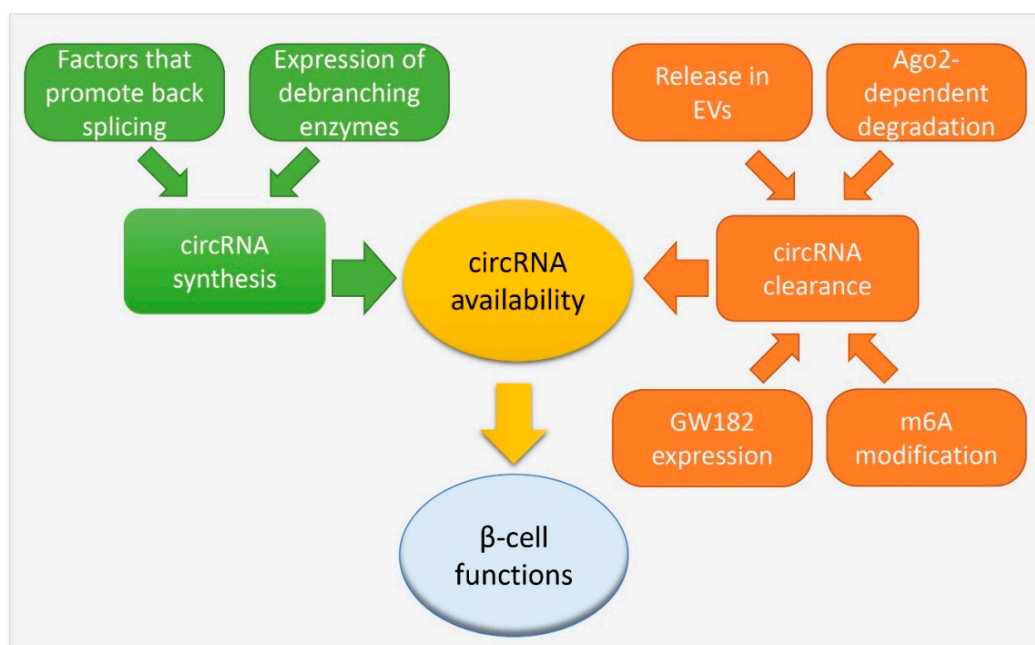 Factors that
promote back
splicing
Expression of
debranching
enzymes
Release in
EVs
Ago2-
dependent
degradation
circRNA
synthesis
circRNA
availability
circRNA
clearance
GW182
expression
m6A
modification
β-cell
functions